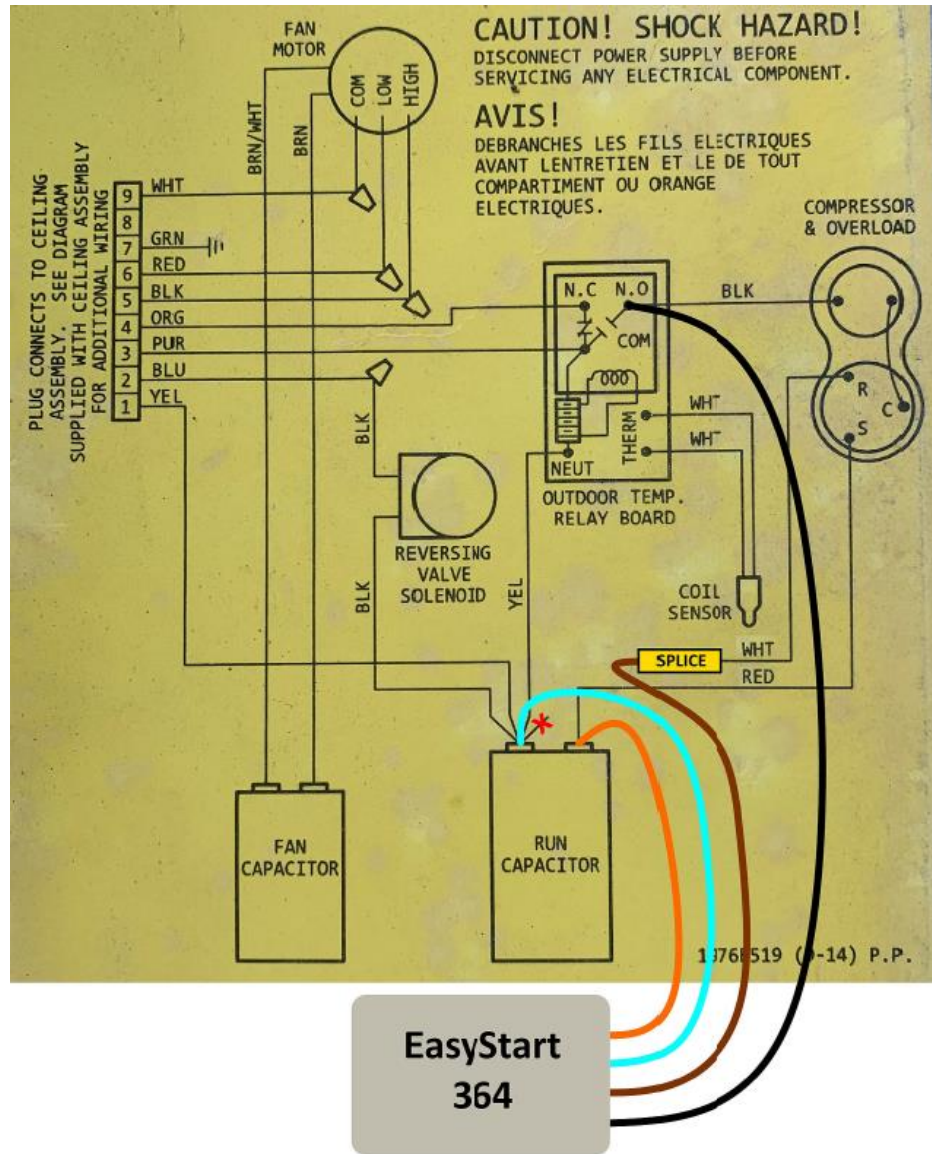 FAN
MOTOR
CAUTION! SHOCK HAZARD!
DISCONNECT POWER SUPPLY BEFORE
SERVICING ANY ELECTRICAL COMPONENT.
AVIS!
DEBRANCHES LES FILS ELECTRIQUES
AVANT LENTRETIEN ET LE DE TOUT
COMPARTIMENT OU ORANGE
ELECTRIQUES.
COM
LOW
HIGH
BRN/WHT
BRN
PLUG CONNECTS TO CEILING
ASSEMBLY. SEE DIAGRAM
SUPPLIED WITH CEILING ASSEMBLY
FOR ADDITIONAL WIRING
9 WHT
8
7 GRN
6 RED
5 BLK
4 ORG
3 PUR
2 BLU
1 YEL
COMPRESSOR
& OVERLOAD
N.C N.O
BLK
COM
R
C
S
WHT
WHT
THERM
NEUT
OUTDOOR TEMP.
RELAY BOARD
BLK
REVERSING
VALVE
SOLENOID
BLK
YEL
COIL
SENSOR
SPLICE
WHT
RED
FAN
CAPACITOR
RUN
CAPACITOR
(9-14) P.P.
EasyStart
364